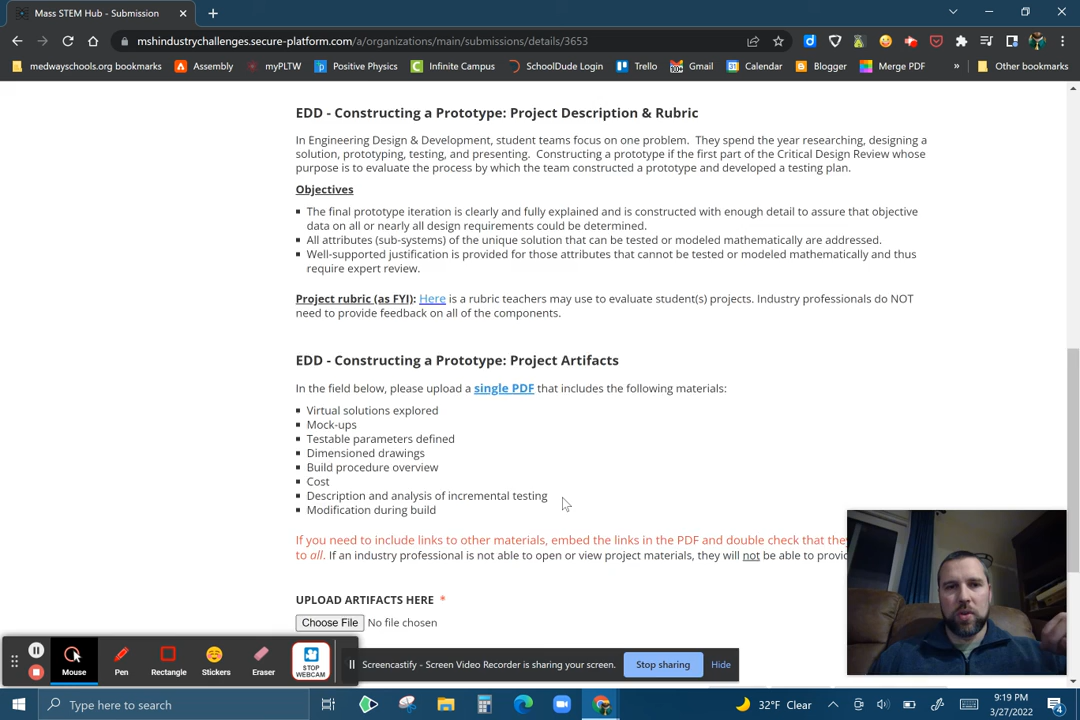 Mass STEM Hub - Submission
mshindustrychallenges.secure-platform.com/a/organizations/main/submissions/details/3653
medwayschools.org bookmarks Assembly myPLTW Positive Physics Infinite Campus SchoolDude Login Trello Gmail Calendar Blogger Merge PDF » Other bookmarks
EDD - Constructing a Prototype: Project Description & Rubric
In Engineering Design & Development, student teams focus on one problem. They spend the year researching, designing a
solution, prototyping, testing, and presenting. Constructing a prototype if the first part of the Critical Design Review whose
purpose is to evaluate the process by which the team constructed a prototype and developed a testing plan.
Objectives
The final prototype iteration is clearly and fully explained and is constructed with enough detail to assure that objective
data on all or nearly all design requirements could be determined.
All attributes (sub-systems) of the unique solution that can be tested or modeled mathematically are addressed.
Well-supported justification is provided for those attributes that cannot be tested or modeled mathematically and thus
require expert review.
Project rubric (as FYI): Here is a rubric teachers may use to evaluate student(s) projects. Industry professionals do NOT
need to provide feedback on all of the components.
EDD - Constructing a Prototype: Project Artifacts
In the field below, please upload a single PDF that includes the following materials:
Virtual solutions explored
Mock-ups
Testable parameters defined
Dimensioned drawings
Build procedure overview
Cost
Description and analysis of incremental testing
Modification during build
If you need to include links to other materials, embed the links in the PDF and double check that the
to all. If an industry professional is not able to open or view project materials, they will not be able to provi
UPLOAD ARTIFACTS HERE *
Choose File No file chosen
Mouse Pen Rectangle Stickers Eraser STOP WEBCAM
Screencastify - Screen Video Recorder is sharing your screen. Stop sharing Hide
Type here to search
32°F Clear
9:19 PM
3/27/2022
4